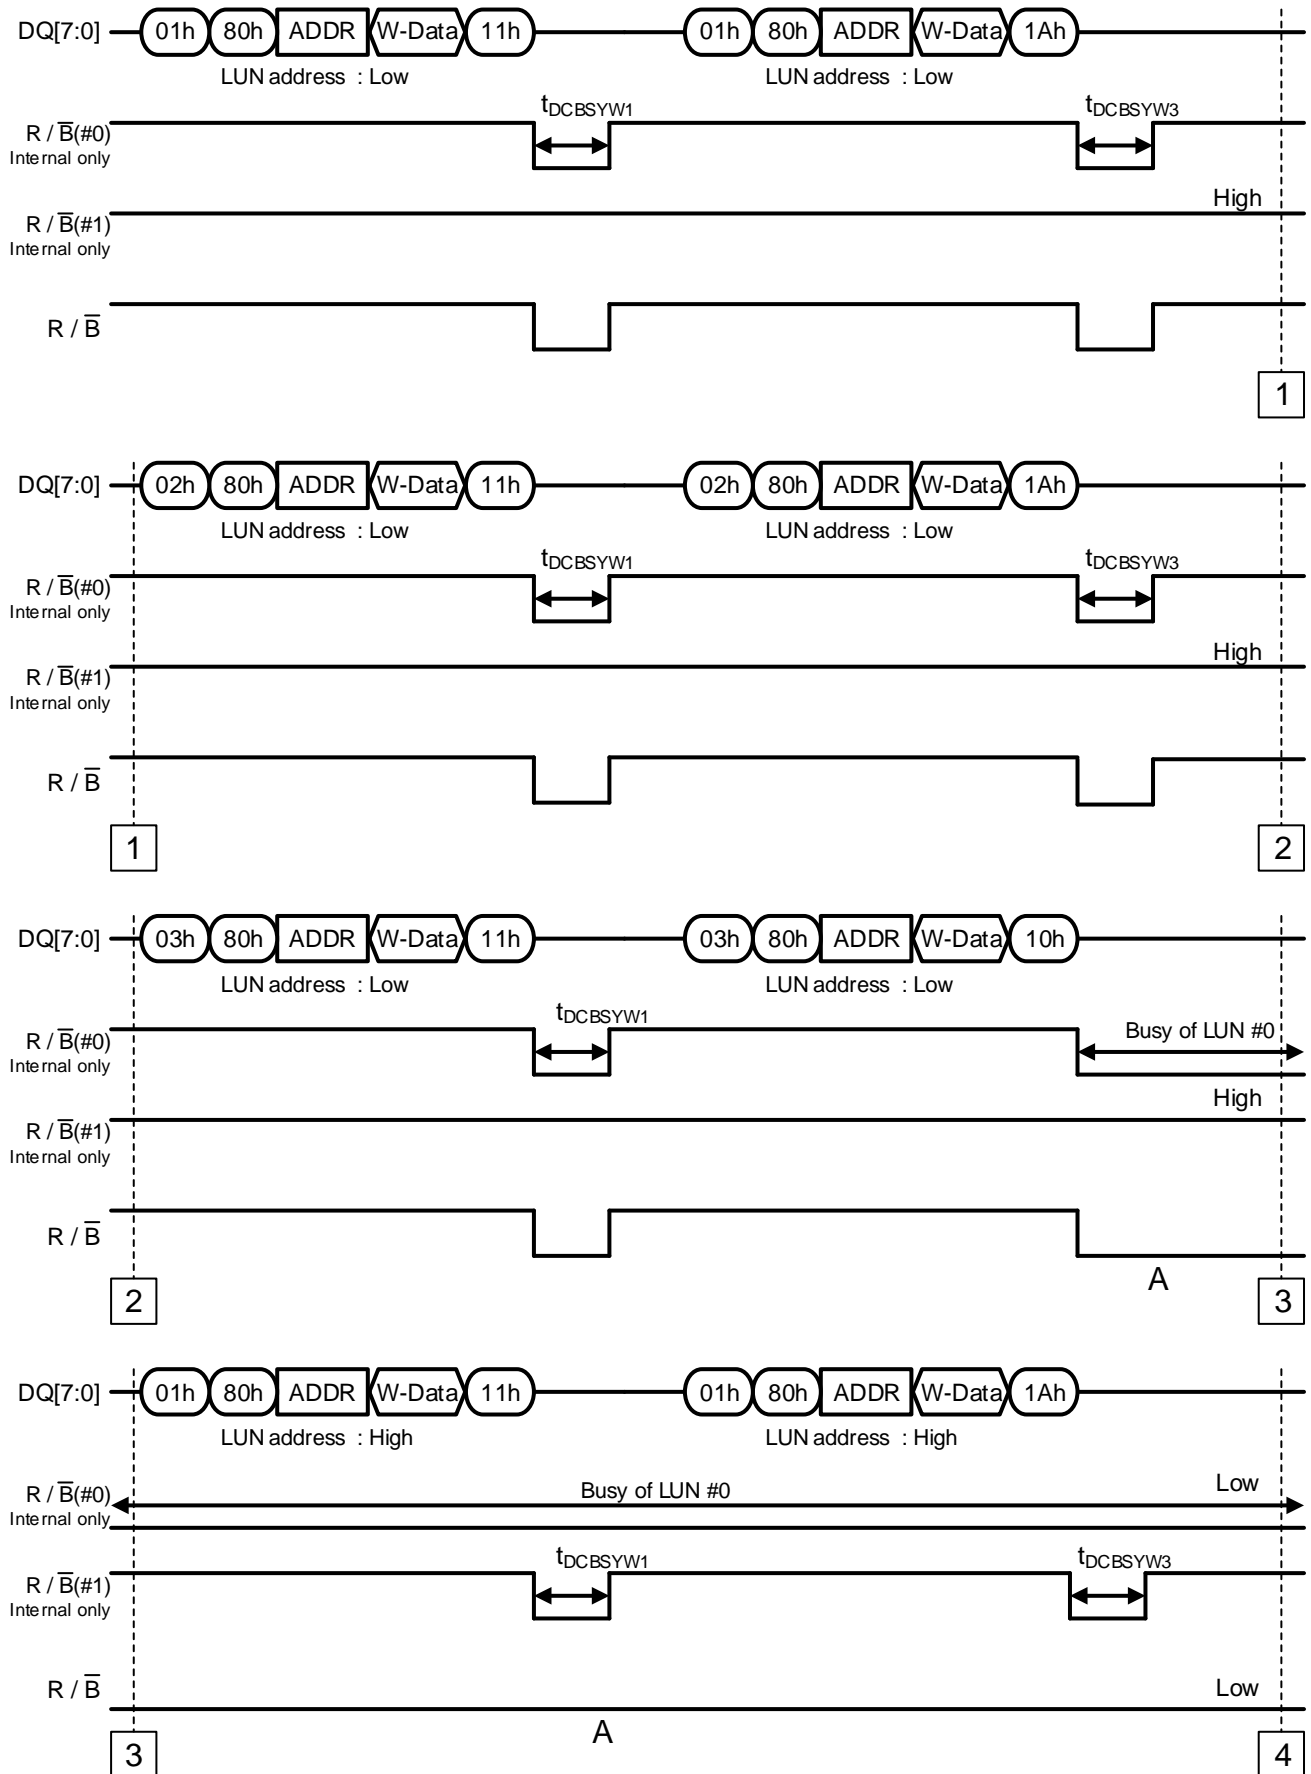 DQ[7:0] 01h 80h ADDR W-Data 11h 01h 80h ADDR W-Data 1Ah
LUN address : Low LUN address : Low
tDCBSYW1 tDCBSYW3
R / B̅(#0)
Internal only
High
R / B̅(#1)
Internal only
R / B̅
1
DQ[7:0] 02h 80h ADDR W-Data 11h 02h 80h ADDR W-Data 1Ah
LUN address : Low LUN address : Low
tDCBSYW1 tDCBSYW3
R / B̅(#0)
Internal only
High
R / B̅(#1)
Internal only
R / B̅
1 2
DQ[7:0] 03h 80h ADDR W-Data 11h 03h 80h ADDR W-Data 10h
LUN address : Low LUN address : Low
tDCBSYW1
R / B̅(#0) Busy of LUN #0
Internal only
High
R / B̅(#1)
Internal only
R / B̅
A
2 3
DQ[7:0] 01h 80h ADDR W-Data 11h 01h 80h ADDR W-Data 1Ah
LUN address : High LUN address : High
R / B̅(#0) Busy of LUN #0 Low
Internal only
tDCBSYW1 tDCBSYW3
R / B̅(#1)
Internal only
R / B̅ Low
A
3 4